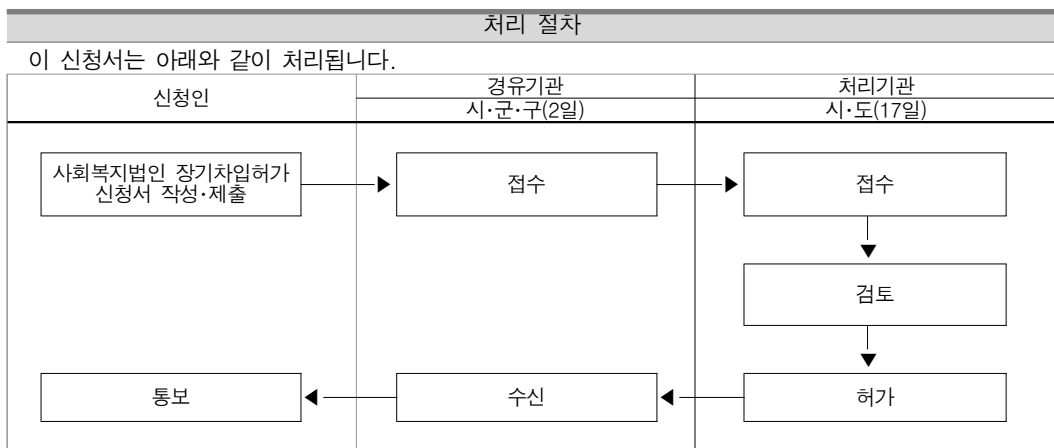 처리 절차
이 신청서는 아래와 같이 처리됩니다.
신청인
경유기관
처리기관
시·군·구(2일)
시·도(17일)
사회복지법인 장기차입허가
신청서 작성·제출
접수
접수
검토
통보
수신
허가